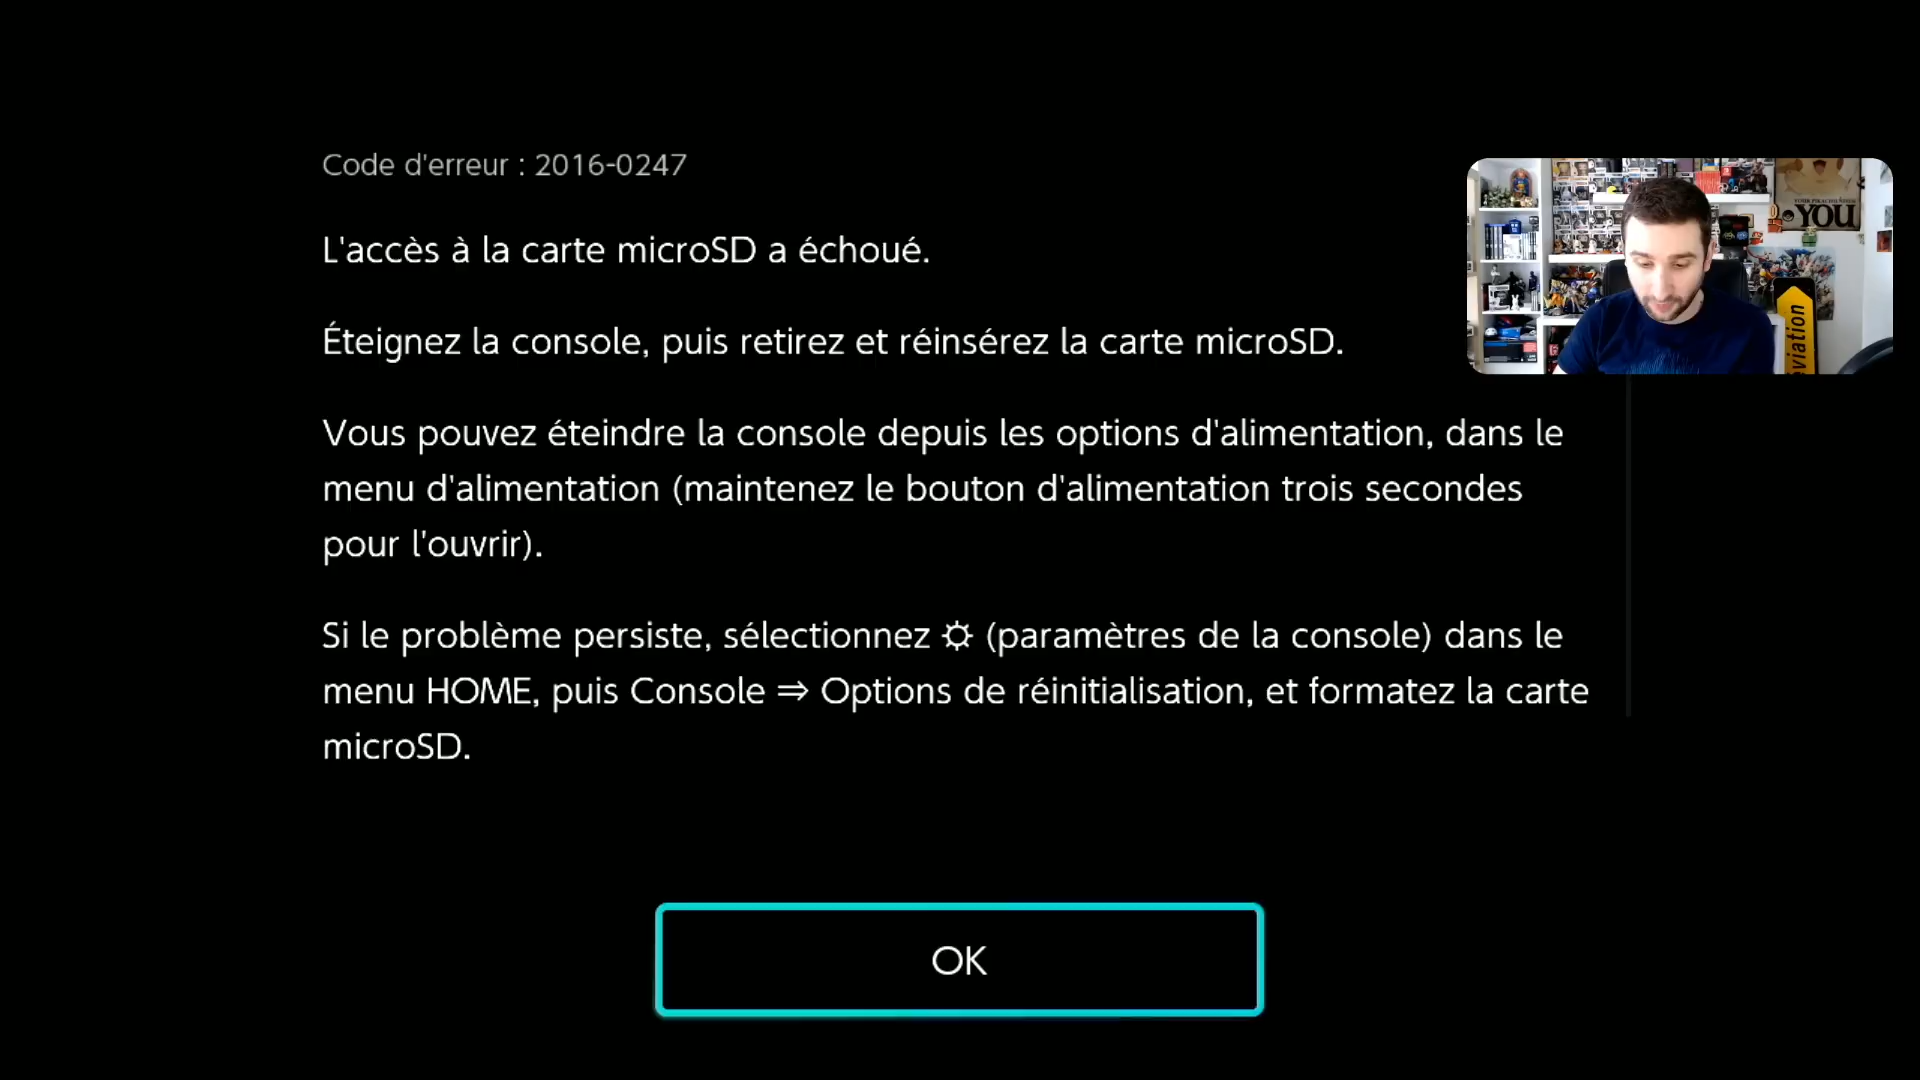 Code d'erreur : 2016-0247
L'accès à la carte microSD a échoué.
Éteignez la console, puis retirez et réinsérez la carte microSD.
Vous pouvez éteindre la console depuis les options d'alimentation, dans le
menu d'alimentation (maintenez le bouton d'alimentation trois secondes
pour l'ouvrir).
Si le problème persiste, sélectionnez ☼ (paramètres de la console) dans le
menu HOME, puis Console ⇒ Options de réinitialisation, et formatez la carte
microSD.
OK
YOU
viation